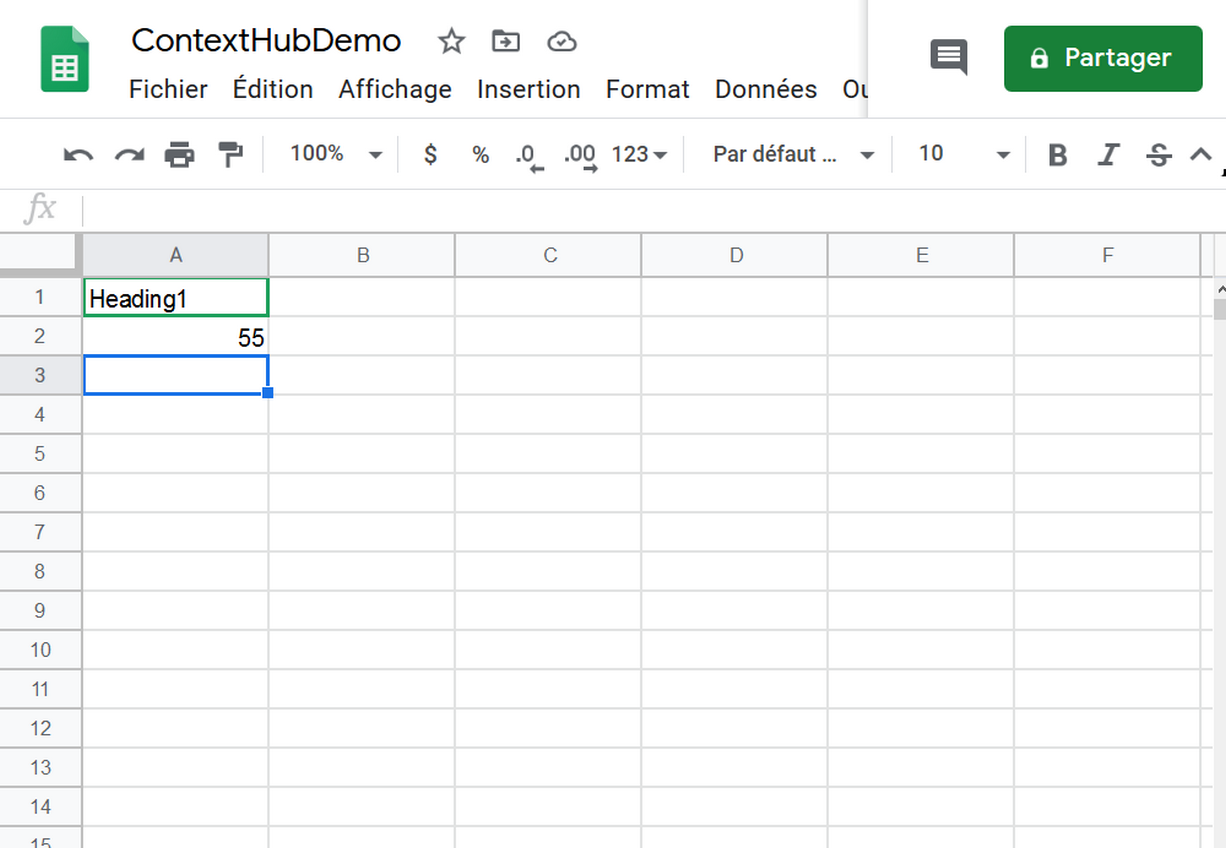 ContextHubDemo
Partager
Fichier Édition Affichage Insertion Format Données
100% $ % .0 .00 123 Par défaut ... 10 B I S
fx
A B C D E F
1 Heading1
2 55
3
4
5
6
7
8
9
10
11
12
13
14
15